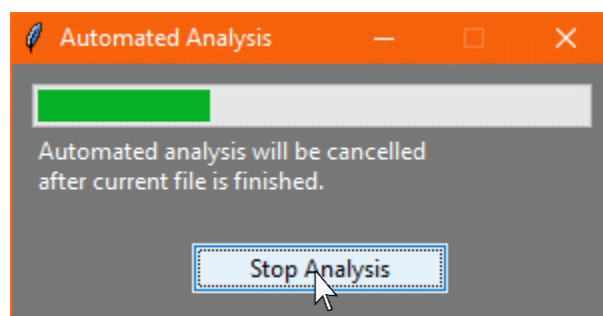 Automated Analysis
Automated analysis will be cancelled
after current file is finished.
Stop Analysis